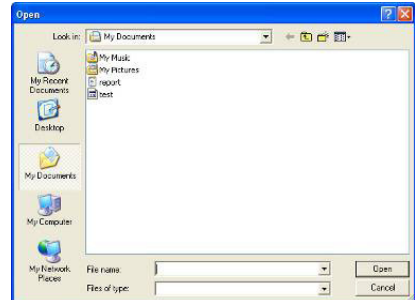 Open
Look in: My Documents
My Recent
Documents
Desktop
My Documents
My Computer
My Network
Places
My Music
My Pictures
report
test
File name: Open
Files of type: Cancel